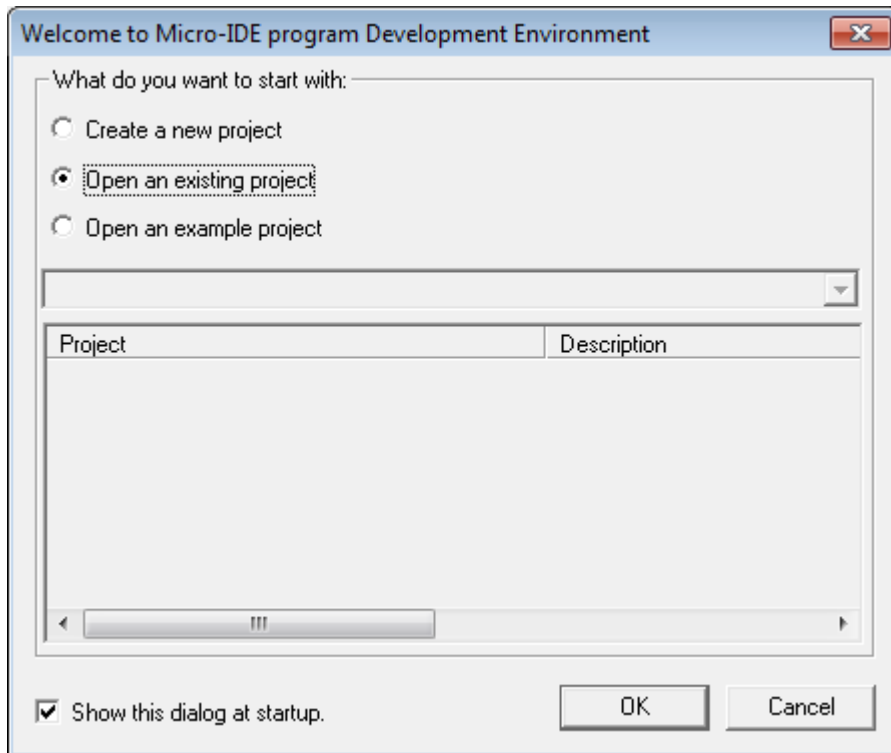 Welcome to Micro-IDE program Development Environment
What do you want to start with:
Create a new project
Open an existing project
Open an example project
Project Description
Show this dialog at startup.
OK Cancel